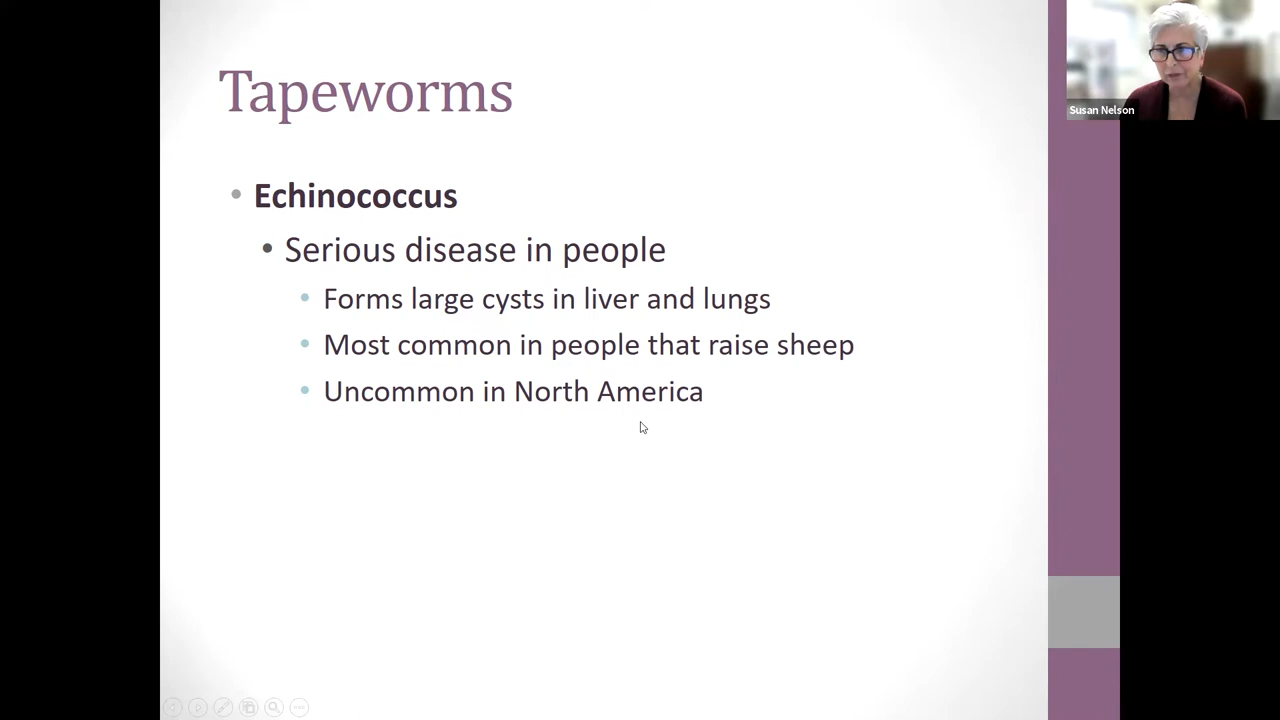 Tapeworms
Echinococcus
Serious disease in people
Forms large cysts in liver and lungs
Most common in people that raise sheep
Uncommon in North America
Susan Nelson